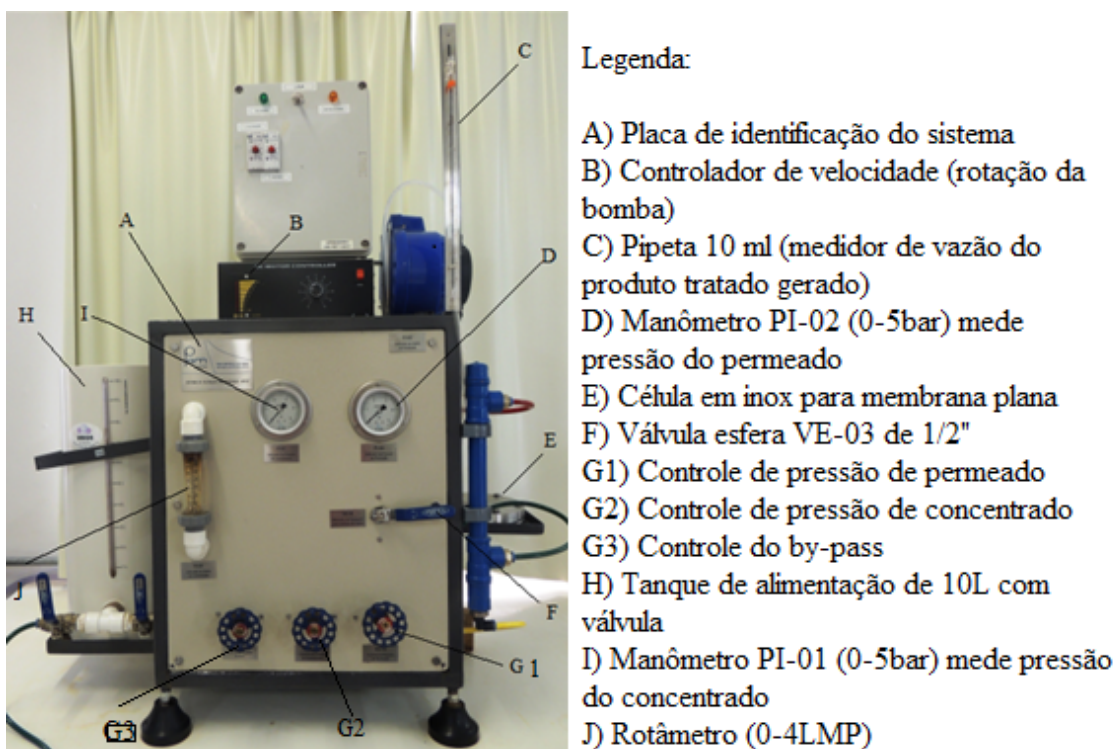 C
Legenda:
A) Placa de identificação do sistema
B) Controlador de velocidade (rotação da
bomba)
C) Pipeta 10 ml (medidor de vazão do
produto tratado gerado)
D) Manômetro PI-02 (0-5bar) mede
pressão do permeado
E) Célula em inox para membrana plana
F) Válvula esfera VE-03 de 1/2"
G1) Controle de pressão de permeado
G2) Controle de pressão de concentrado
G3) Controle do by-pass
H) Tanque de alimentação de 10L com
válvula
I) Manômetro PI-01 (0-5bar) mede pressão
do concentrado
J) Rotâmetro (0-4LMP)
A
B
D
H
I
E
MOTOR CONTROLLER
J
F
G 1
G3
G2